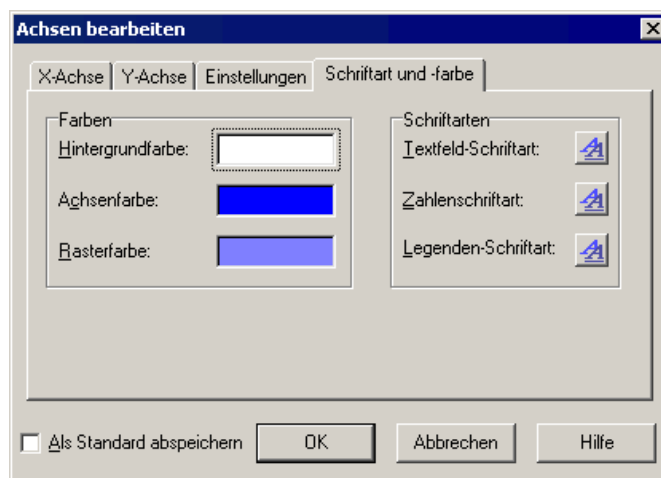 Achsen bearbeiten
X-Achse Y-Achse Einstellungen Schriftart und -farbe
Farben
Hintergrundfarbe:
Achsenfarbe:
Rasterfarbe:
Schriftarten
Textfeld-Schriftart:
Zahlenschriftart:
Legenden-Schriftart:
Als Standard abspeichern OK Abbrechen Hilfe